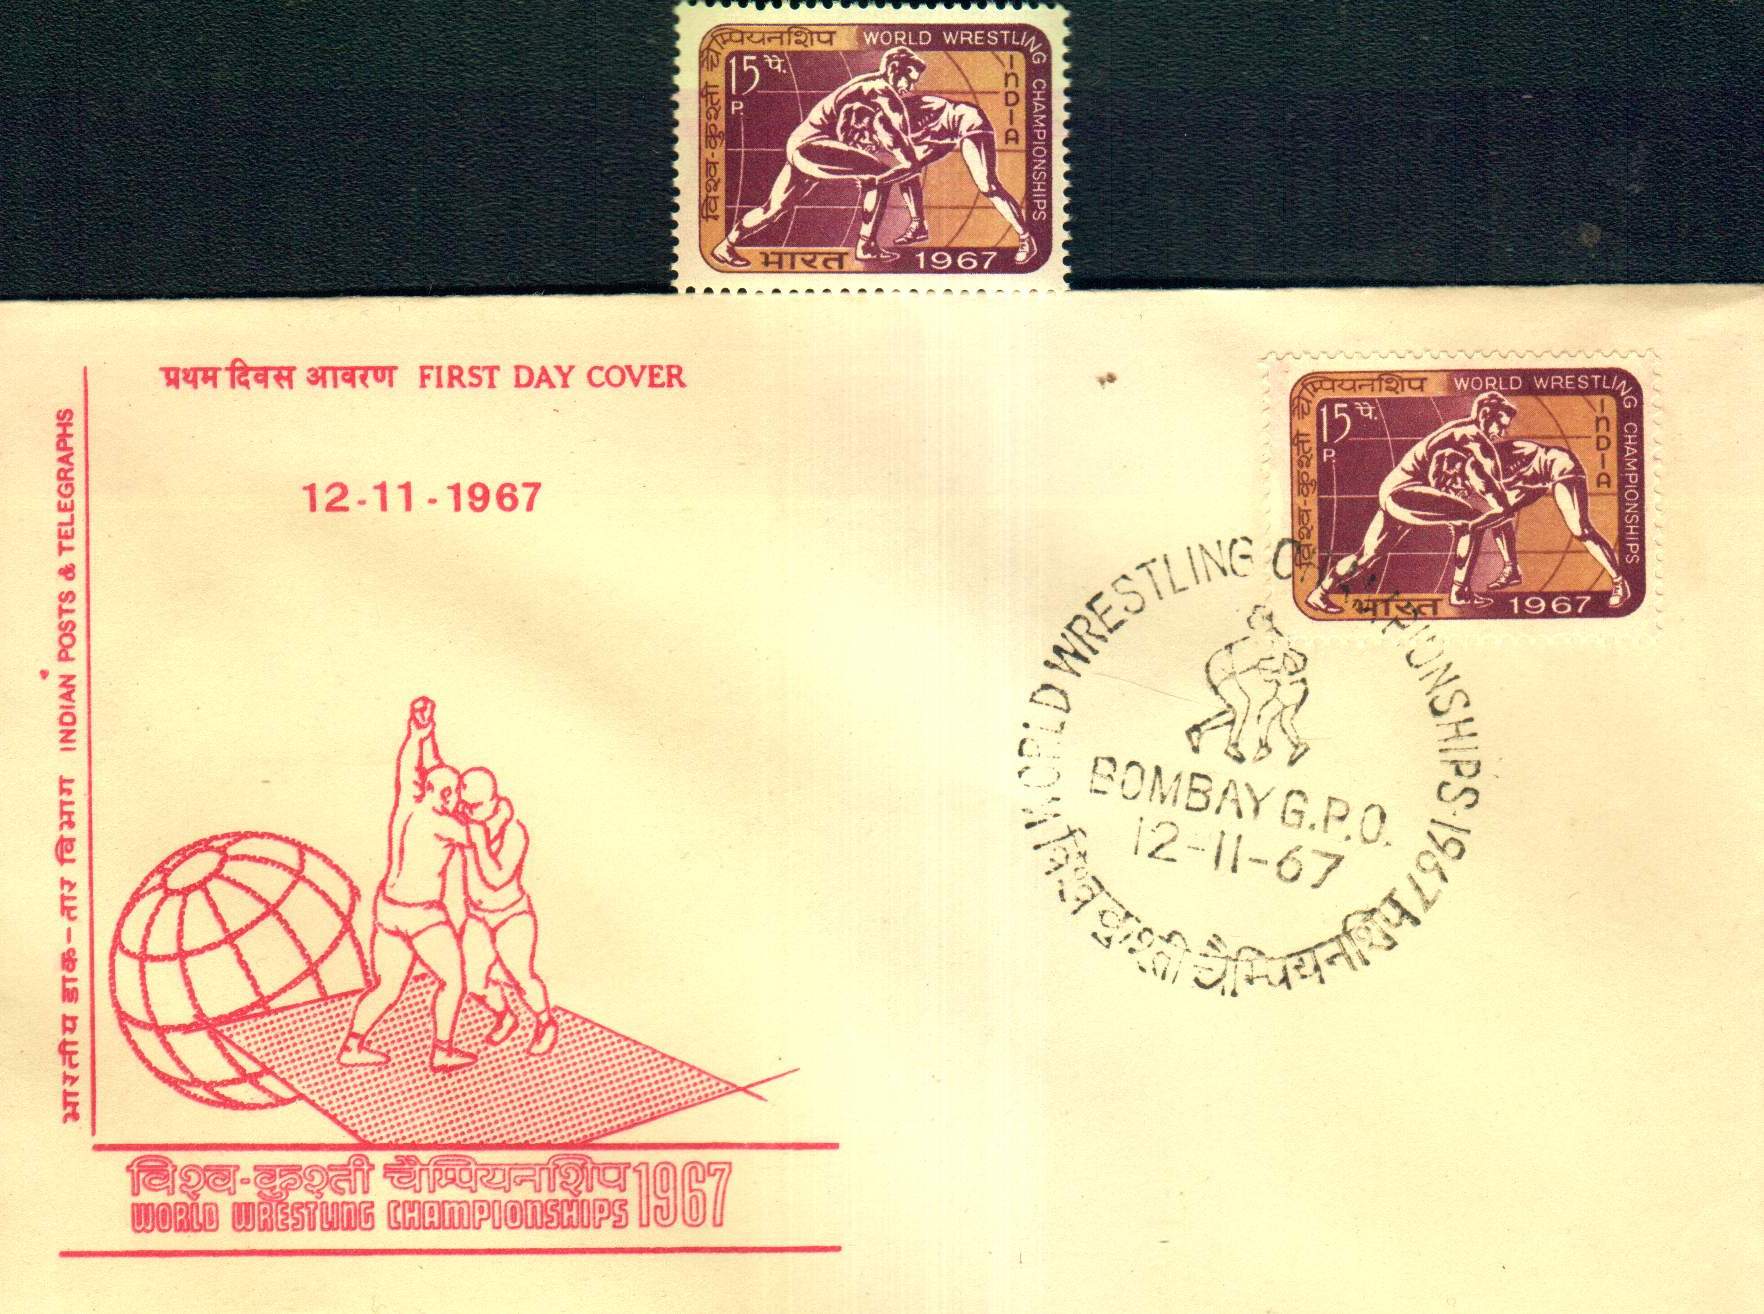 विश्व-कुश्ती चैम्पियनशिप WORLD WRESTLING CHAMPIONSHIPS
15 पै.
P.
INDIA
भारत 1967
प्रथम दिवस आवरण FIRST DAY COVER
12-11-1967
भारतीय डाक-तार विभाग INDIAN POSTS & TELEGRAPHS
विश्व-कुश्ती चैम्पियनशिप 1967
WORLD WRESTLING CHAMPIONSHIPS
विश्व-कुश्ती चैम्पियनशिप WORLD WRESTLING CHAMPIONSHIPS
15 पै.
P.
INDIA
भारत 1967
WORLD WRESTLING CHAMPIONSHIPS-1967
BOMBAY G.P.O.
12-11-67
विश्व कुश्ती चैम्पियनशिप